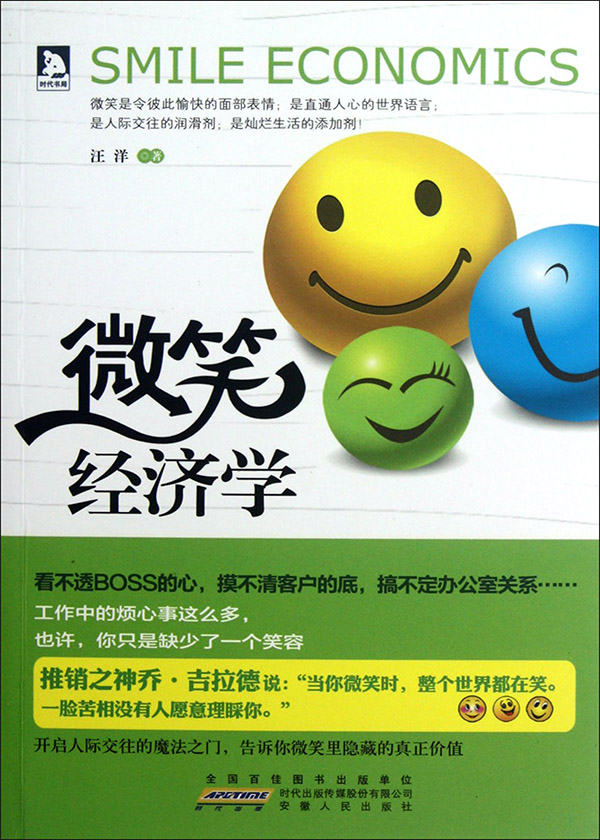 时代书局
SMILE ECONOMICS
微笑是令彼此愉快的面部表情；是直通人心的世界语言；
是人际交往的润滑剂；是灿烂生活的添加剂！
汪洋 著
微笑
经济学
看不透BOSS的心，摸不清客户的底，搞不定办公室关系……
工作中的烦心事这么多，
也许，你只是缺少了一个笑容
推销之神乔·吉拉德说：“当你微笑时，整个世界都在笑。
一脸苦相没有人愿意理睬你。”
开启人际交往的魔法之门，告诉你微笑里隐藏的真正价值
全国百佳图书出版单位
APGTIME 时代出版传媒股份有限公司
时代出版 安徽人民出版社